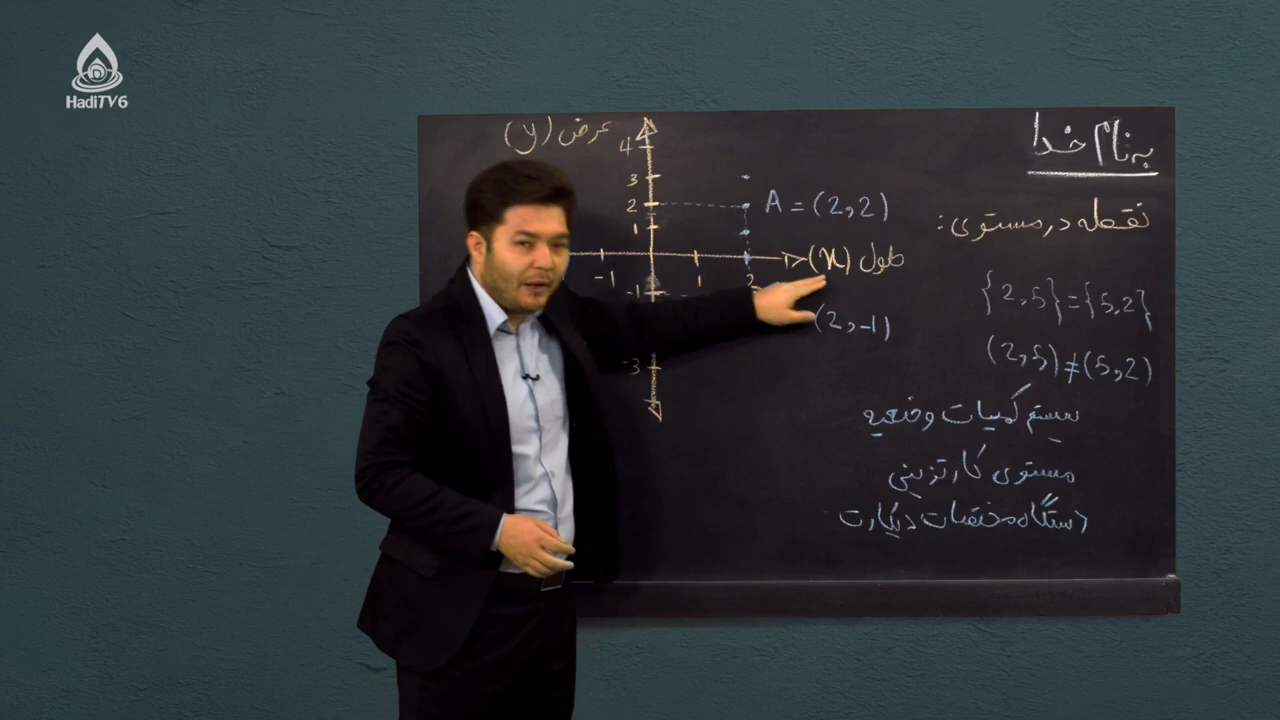 HadiTV6
به نام خدا
نقطه در مستوی:
{2,5}={5,2}
(2,5)≠(5,2)
سیستم کمیات وضعیه
مستوی کارتزینی
دستگاه مختصات دیکارت
عرض (y)
4
3
2
1
A = (2,2)
طول (x)
-1
1
2
-1
(2,-1)
-3